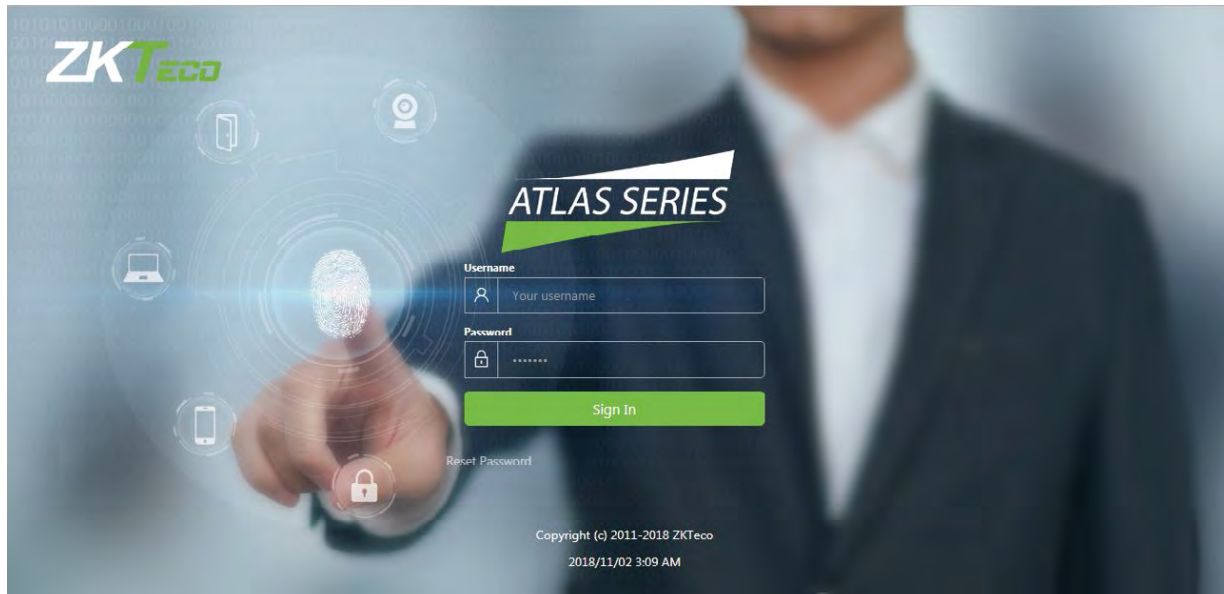 ZKTeco
ATLAS SERIES
Username
Your username
Password
•••••••
Sign In
Reset Password
Copyright (c) 2011-2018 ZKTeco
2018/11/02 3:09 AM